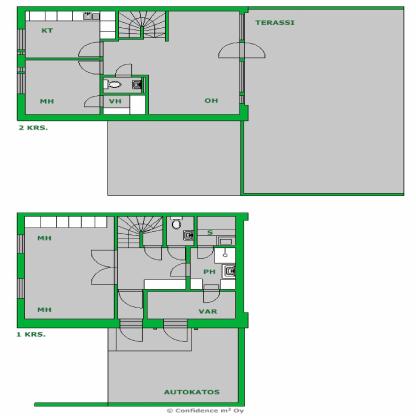 KT
TERASSI
MH
VH
OH
2 KRS.
MH
S
PH
MH
VAR
1 KRS.
AUTOKATOS
© Confidence m² Oy